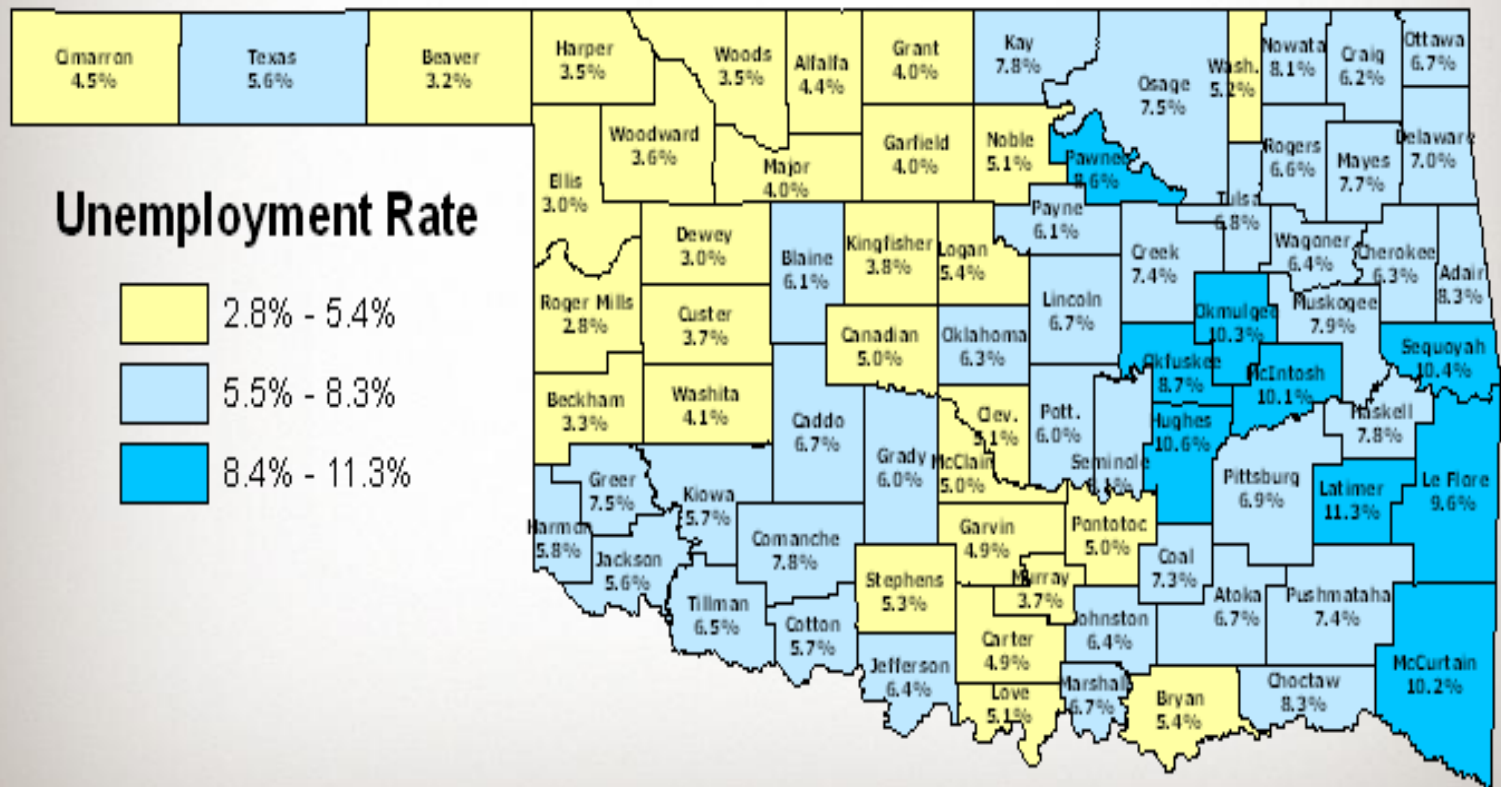 Cimarron
4.5%
Texas
5.6%
Beaver
3.2%
Harper
3.5%
Woods
3.5%
Alfalfa
4.4%
Grant
4.0%
Kay
7.8%
Osage
7.5%
Wash.
5.2%
Nowata
8.1%
Craig
6.2%
Ottawa
6.7%
Woodward
3.6%
Major
4.0%
Garfield
4.0%
Noble
5.1%
Pawnee
8.6%
Rogers
6.6%
Mayes
7.7%
Delaware
7.0%
Ellis
3.0%
Unemployment Rate
2.8% - 5.4%
5.5% - 8.3%
8.4% - 11.3%
Dewey
3.0%
Blaine
6.1%
Kingfisher
3.8%
Logan
5.4%
Payne
6.1%
Creek
7.4%
Tulsa
6.8%
Wagoner
6.4%
Cherokee
6.3%
Adair
8.3%
Roger Mills
2.8%
Custer
3.7%
Canadian
5.0%
Oklahoma
6.3%
Lincoln
6.7%
Okmulgee
10.3%
Muskogee
7.9%
Sequoyah
10.4%
Beckham
3.3%
Washita
4.1%
Caddo
6.7%
Grady
6.0%
Clev.
5.1%
McClain
5.0%
Pott.
6.0%
Seminole
Okfuskee
8.7%
McIntosh
10.1%
Hughes
10.6%
Haskell
7.8%
Pittsburg
6.9%
Latimer
11.3%
Le Flore
9.6%
Greer
7.5%
Kiowa
5.7%
Harmon
5.8%
Jackson
5.6%
Comanche
7.8%
Tillman
6.5%
Cotton
5.7%
Stephens
5.3%
Garvin
4.9%
Murray
3.7%
Pontotoc
5.0%
Coal
7.3%
Atoka
6.7%
Pushmataha
7.4%
Jefferson
6.4%
Carter
4.9%
Johnston
6.4%
Love
5.1%
Marshall
6.7%
Bryan
5.4%
Choctaw
8.3%
McCurtain
10.2%